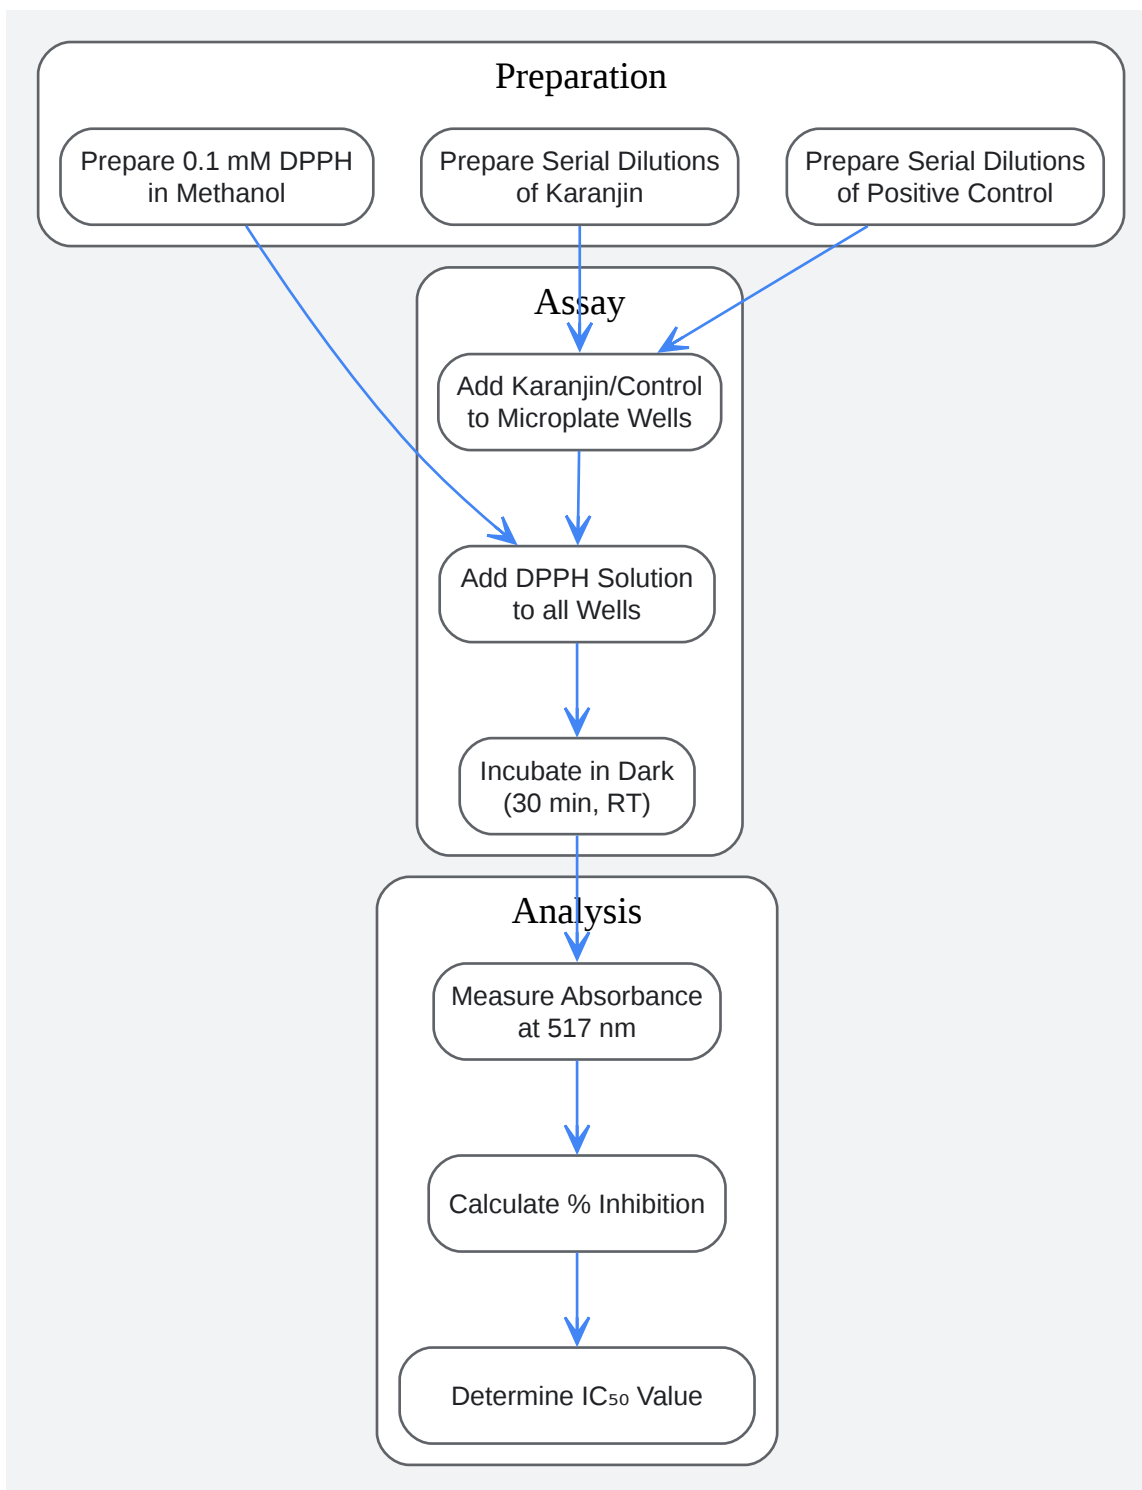 Preparation
Prepare 0.1 mM DPPH
in Methanol
Prepare Serial Dilutions
of Karanjin
Prepare Serial Dilutions
of Positive Control
Assay
Add Karanjin/Control
to Microplate Wells
Add DPPH Solution
to all Wells
Incubate in Dark
(30 min, RT)
Analysis
Measure Absorbance
at 517 nm
Calculate % Inhibition
Determine IC₅₀ Value